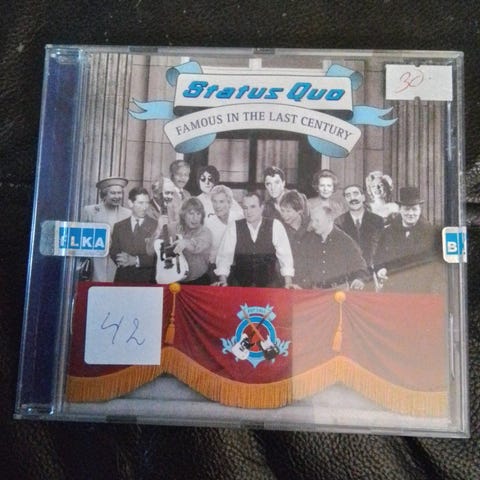 Status Quo
30.-
FAMOUS IN THE LAST CENTURY
LKA
B
42